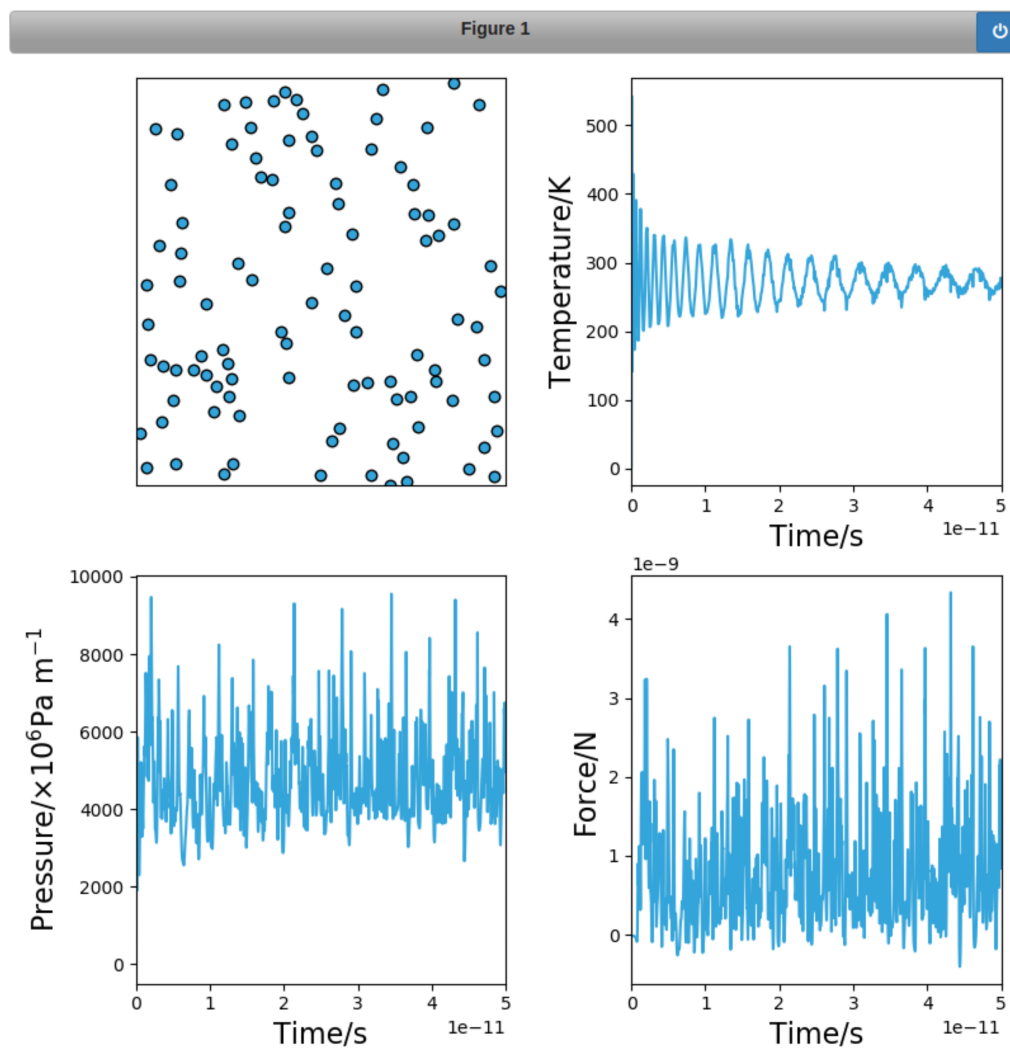 Figure 1
500
400
300
200
100
0
Temperature/K
0 1 2 3 4 5
1e−11
Time/s
10000
8000
6000
4000
2000
0
Pressure/×10⁶Pa m⁻¹
0 1 2 3 4 5
1e−11
Time/s
1e−9
4
3
2
1
0
Force/N
0 1 2 3 4 5
1e−11
Time/s